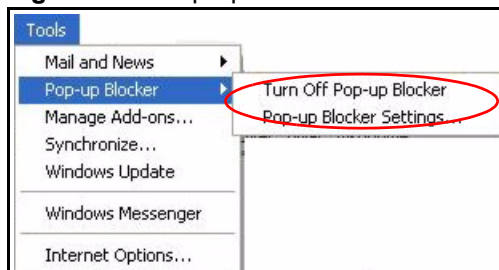 Tools
Mail and News
Pop-up Blocker
Turn Off Pop-up Blocker
Manage Add-ons...
Pop-up Blocker Settings...
Synchronize...
Windows Update
Windows Messenger
Internet Options...